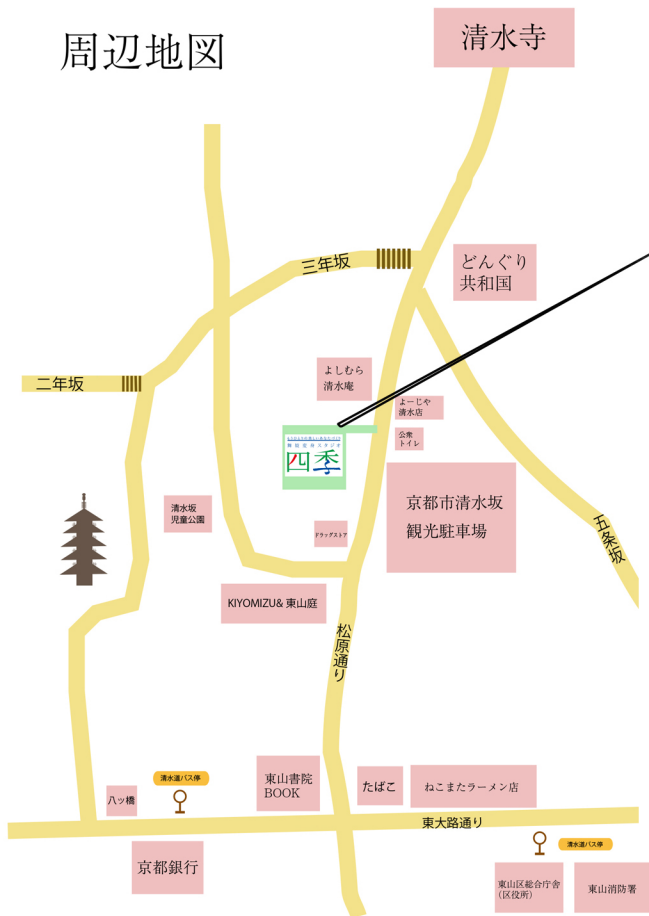 周辺地図
清水寺
三年坂
どんぐり
共和国
二年坂
よしむら
清水庵
よーじや
清水店
公衆
トイレ
四季
京都市清水坂
観光駐車場
清水坂
児童公園
ドラッグストア
五条坂
KIYOMIZU& 東山庭
松原通り
東山書院
BOOK
たばこ
ねこまたラーメン店
清水道バス停
八ッ橋
東大路通り
京都銀行
清水道バス停
東山区総合庁舎
(区役所)
東山消防署